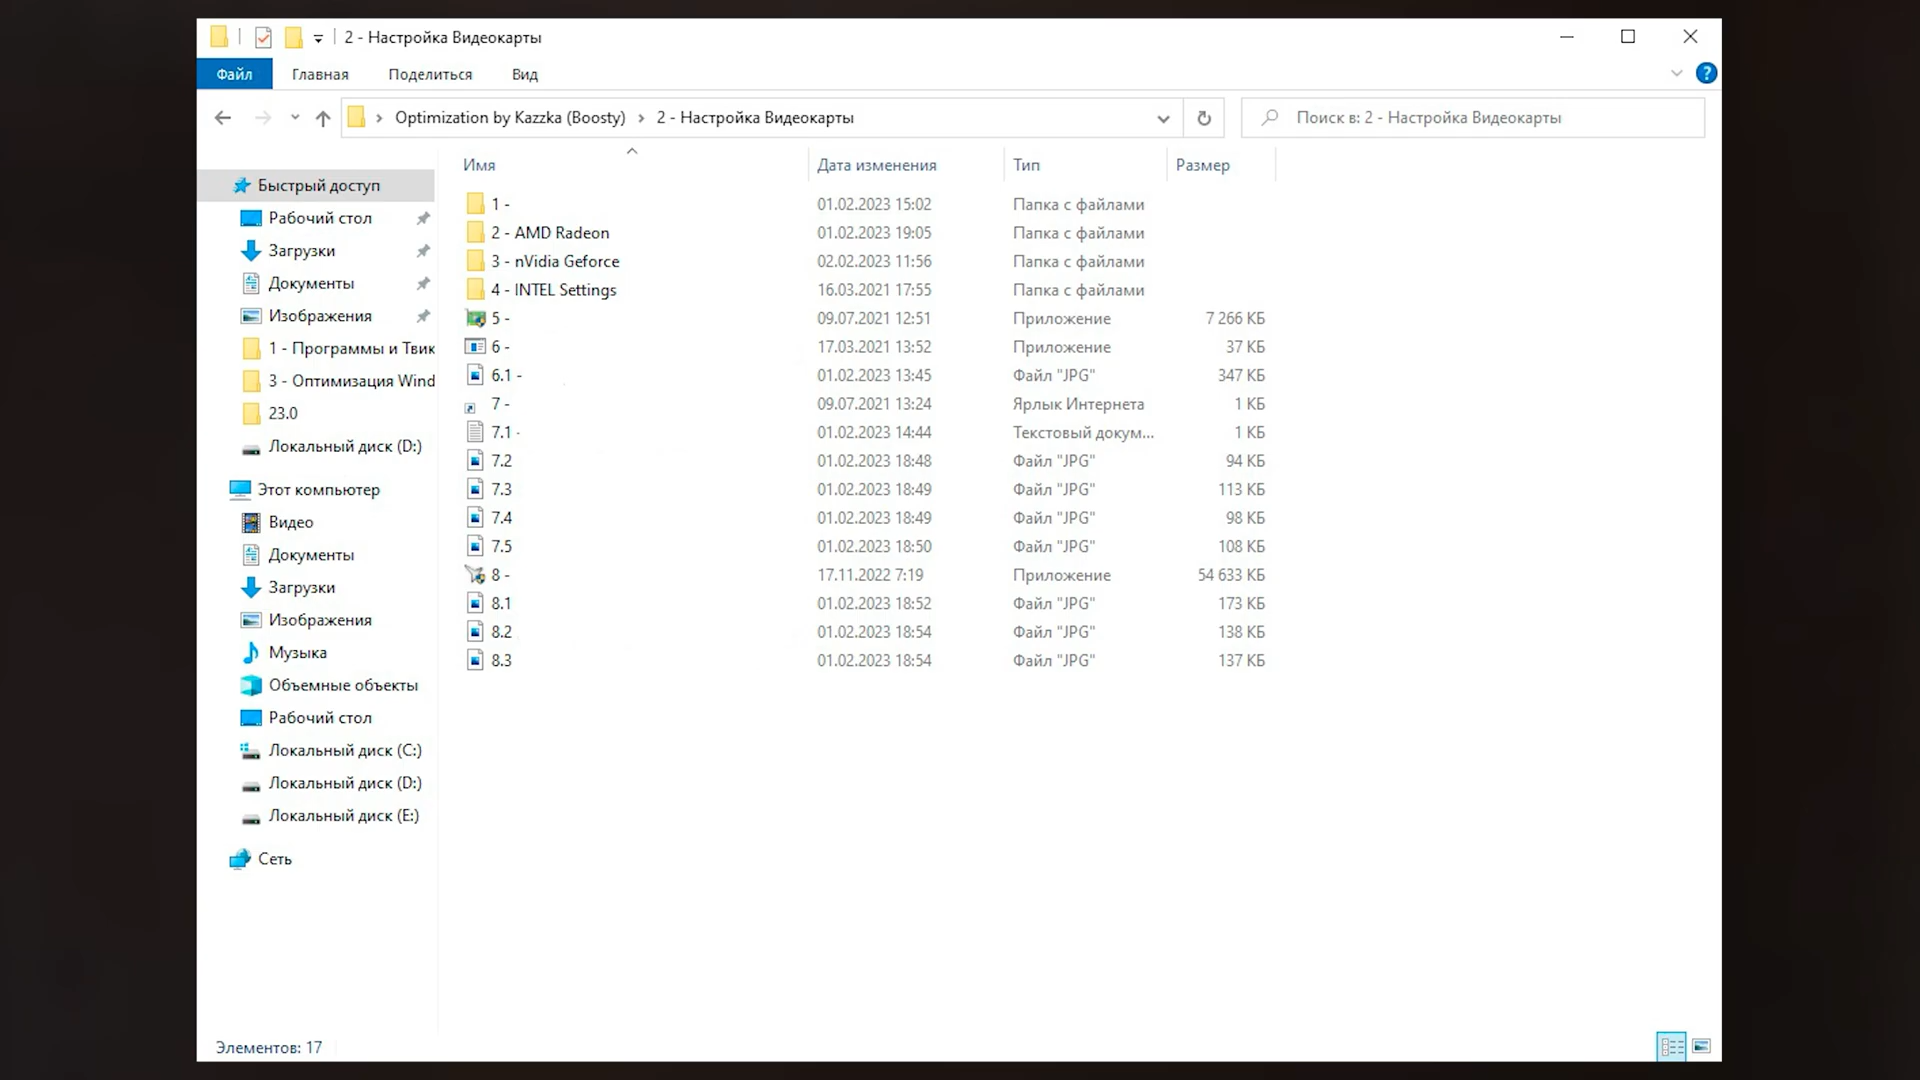 2 - Настройка Видеокарты
Файл Главная Поделиться Вид
Optimization by Kazzka (Boosty) 2 - Настройка Видеокарты Поиск в: 2 - Настройка Видеокарты
Имя Дата изменения Тип Размер
Быстрый доступ
Рабочий стол
Загрузки
Документы
Изображения
1 - Программы и Твик
3 - Оптимизация Wind
23.0
Локальный диск (D:)
Этот компьютер
Видео
Документы
Загрузки
Изображения
Музыка
Объемные объекты
Рабочий стол
Локальный диск (C:)
Локальный диск (D:)
Локальный диск (E:)
Сеть
1 - 01.02.2023 15:02 Папка с файлами
2 - AMD Radeon 01.02.2023 19:05 Папка с файлами
3 - nVidia Geforce 02.02.2023 11:56 Папка с файлами
4 - INTEL Settings 16.03.2021 17:55 Папка с файлами
5 - 09.07.2021 12:51 Приложение 7 266 КБ
6 - 17.03.2021 13:52 Приложение 37 КБ
6.1 - 01.02.2023 13:45 Файл "JPG" 347 КБ
7 - 09.07.2021 13:24 Ярлык Интернета 1 КБ
7.1 - 01.02.2023 14:44 Текстовый докум... 1 КБ
7.2 01.02.2023 18:48 Файл "JPG" 94 КБ
7.3 01.02.2023 18:49 Файл "JPG" 113 КБ
7.4 01.02.2023 18:49 Файл "JPG" 98 КБ
7.5 01.02.2023 18:50 Файл "JPG" 108 КБ
8 - 17.11.2022 7:19 Приложение 54 633 КБ
8.1 01.02.2023 18:52 Файл "JPG" 173 КБ
8.2 01.02.2023 18:54 Файл "JPG" 138 КБ
8.3 01.02.2023 18:54 Файл "JPG" 137 КБ
Элементов: 17